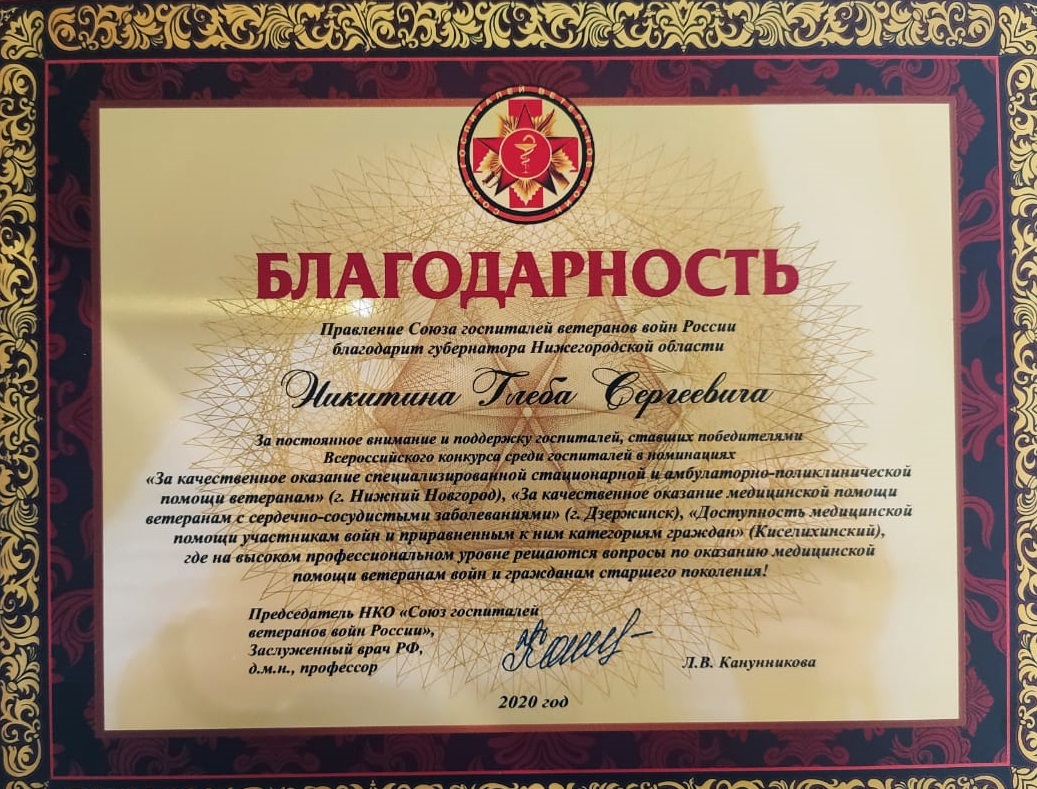 СОЮЗ ГОСПИТАЛЕЙ ВЕТЕРАНОВ ВОЙН
БЛАГОДАРНОСТЬ
Правление Союза госпиталей ветеранов войн России
благодарит губернатора Нижегородской области
Никитина Глеба Сергеевича
За постоянное внимание и поддержку госпиталей, ставших победителями
Всероссийского конкурса среди госпиталей в номинациях
«За качественное оказание специализированной стационарной и амбулаторно-поликлинической
помощи ветеранам» (г. Нижний Новгород), «За качественное оказание медицинской помощи
ветеранам с сердечно-сосудистыми заболеваниями» (г. Дзержинск), «Доступность медицинской
помощи участникам войн и приравненным к ним категориям граждан» (Киселихинский),
где на высоком профессиональном уровне решаются вопросы по оказанию медицинской
помощи ветеранам войн и гражданам старшего поколения!
Председатель НКО «Союз госпиталей
ветеранов войн России»,
Заслуженный врач РФ,
д.м.н., профессор
Л.В. Канунникова
2020 год